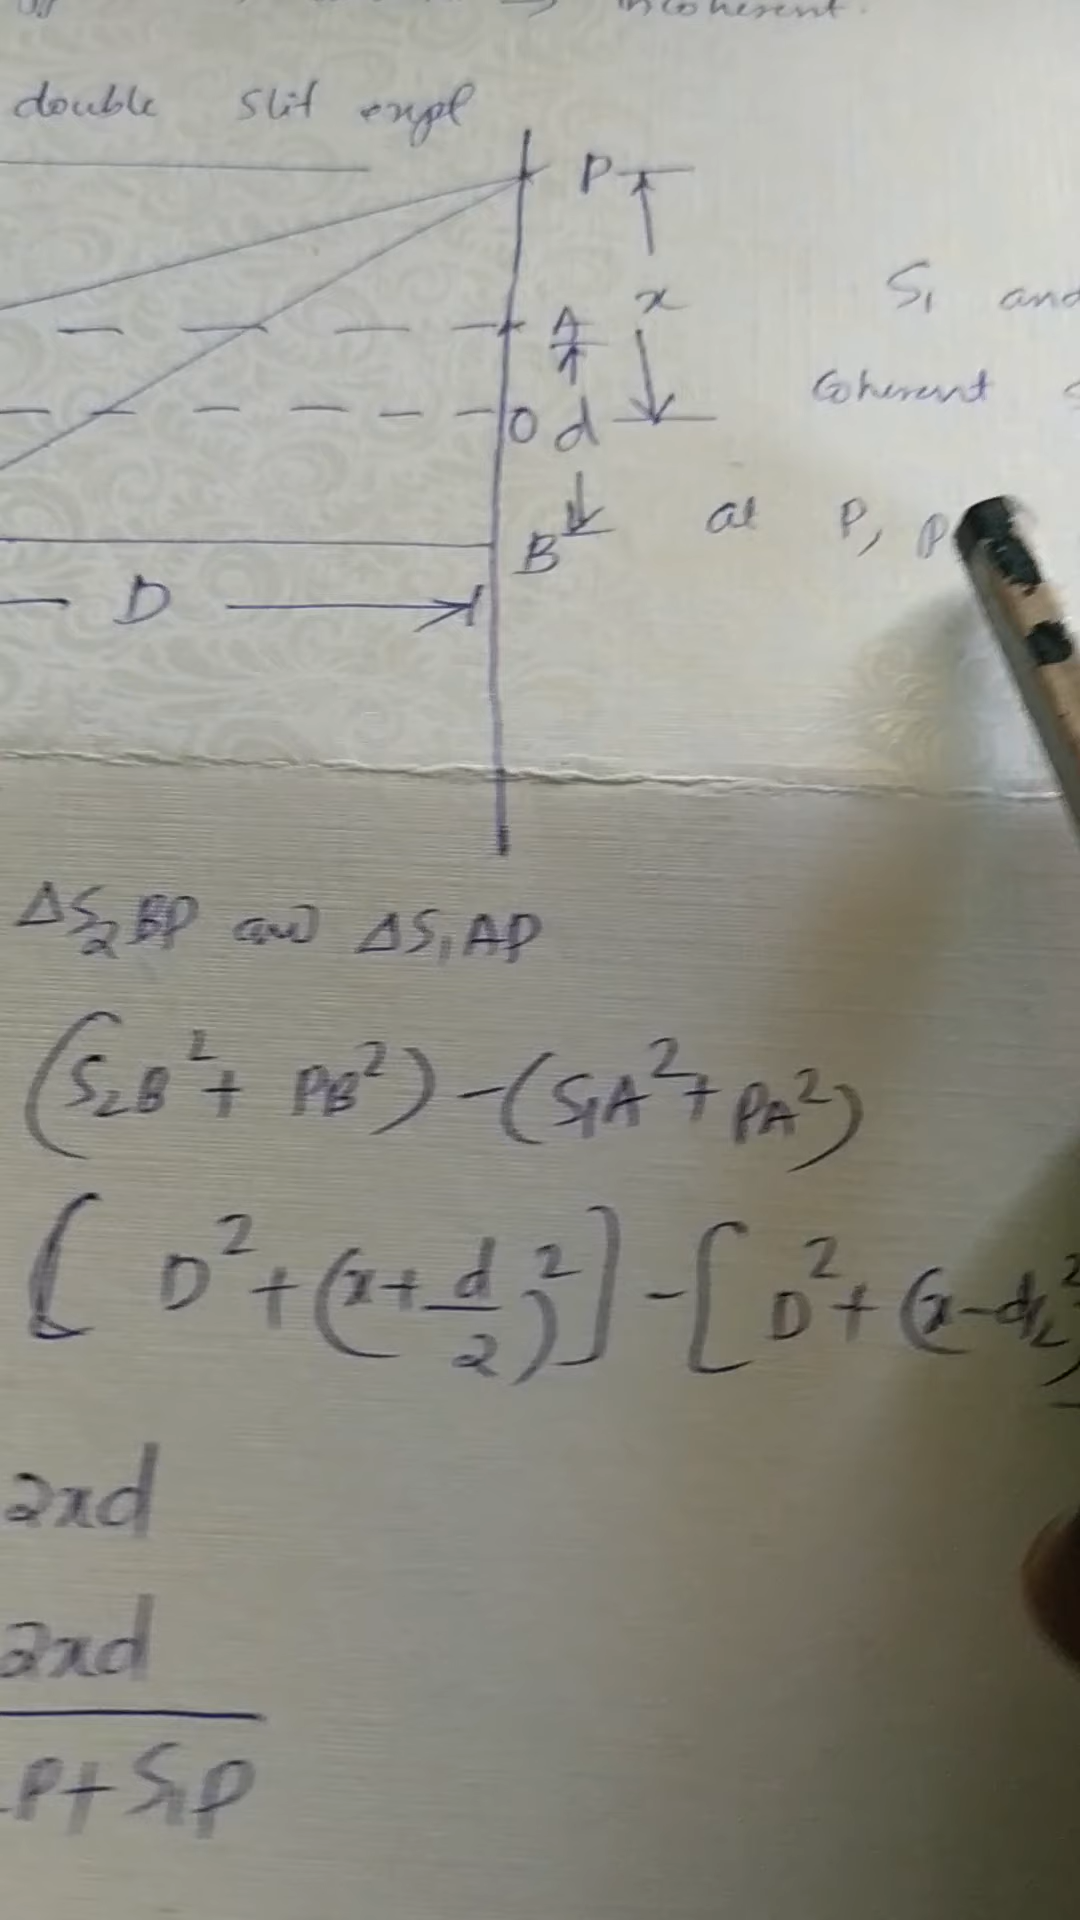 incoherent.
double slit expl
P
x
A
O d
B
D
S₁ and
Coherent
at P, P
ΔS₂BP and ΔS₁AP
(S₂B² + PB²) - (S₁A² + PA²)
[ D² + (x + d/2)² ] - [ D² + (x - d/2)²
2xd
2xd
P + S₁P